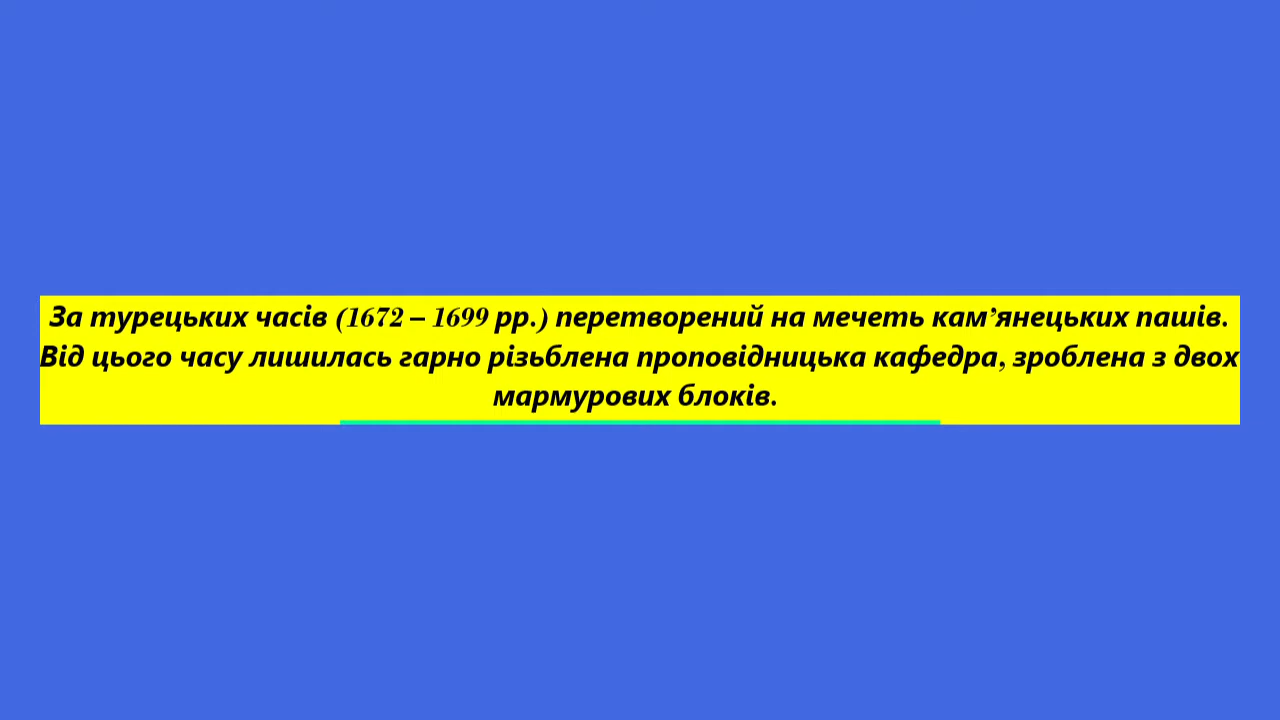 За турецьких часів (1672 – 1699 рр.) перетворений на мечеть кам’янецьких пашів.
Від цього часу лишилась гарно різьблена проповідницька кафедра, зроблена з двох
мармурових блоків.